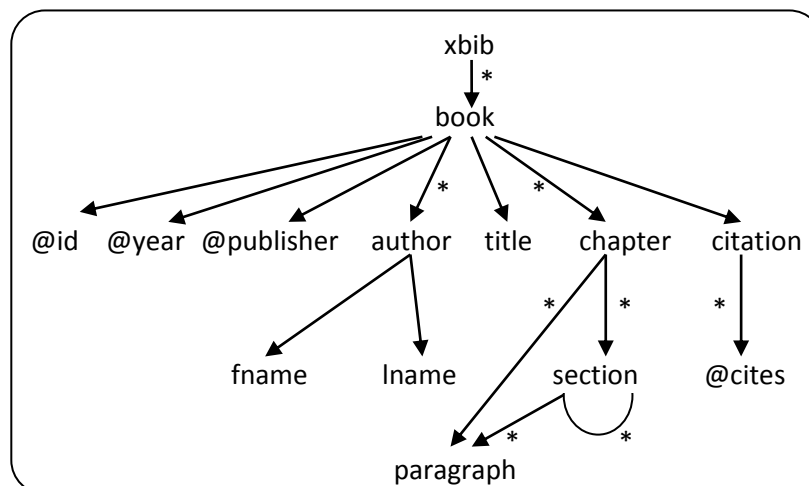 xbib
*
book
* *
@id @year @publisher author title chapter citation
* * *
fname lname section @cites
* *
paragraph